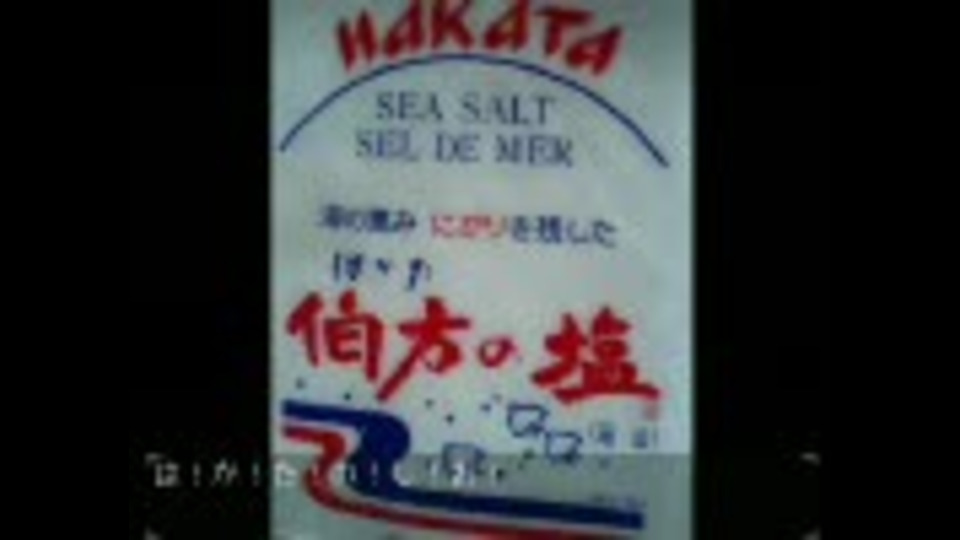 HAKATA
SEA SALT
SEL DE MER
海の恵み にがりを残した
はかた
伯方の塩
は！か！た！の！し！お！